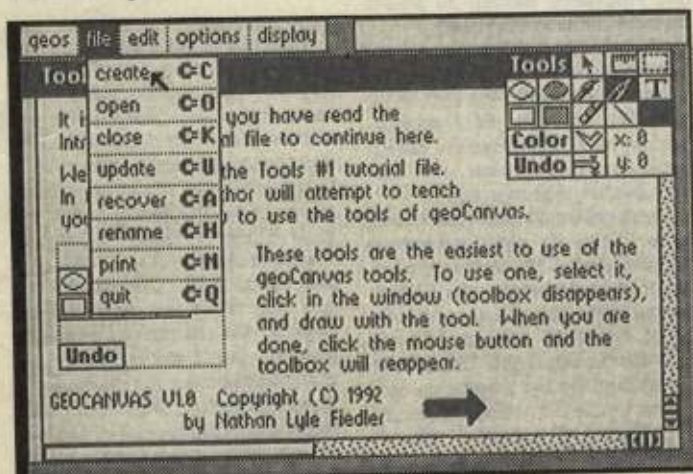 geos file edit options display
Tool
create C= C
open C= O
close C= K
update C= U
recover C= A
rename C= H
print C= N
quit C= Q
Tools
T
Color x: 0
Undo y: 0
It i you have read the
Intr al file to continue here.
We the Tools #1 tutorial file.
In thor will attempt to teach
you to use the tools of geoCanvas.
These tools are the easiest to use of the
geoCanvas tools. To use one, select it,
click in the window (toolbox disappears),
and draw with the tool. When you are
done, click the mouse button and the
toolbox will reappear.
Undo
GEOCANVAS V1.0 Copyright (C) 1992
by Nathan Lyle Fiedler